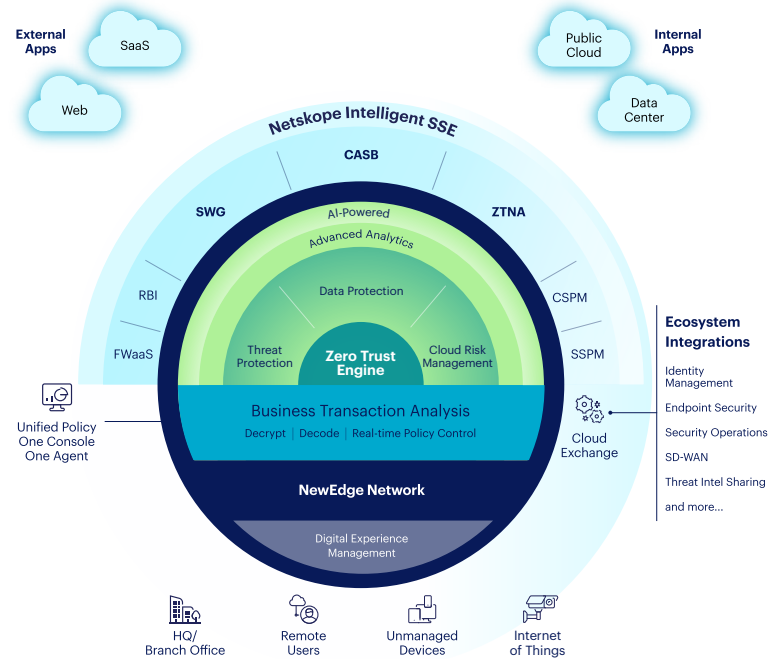 External
Apps
SaaS
Web
Public
Cloud
Internal
Apps
Data
Center
Netskope Intelligent SSE
CASB
SWG
ZTNA
RBI
CSPM
FWaaS
SSPM
AI-Powered
Advanced Analytics
Data Protection
Threat
Protection
Cloud Risk
Management
Zero Trust
Engine
Business Transaction Analysis
Decrypt | Decode | Real-time Policy Control
NewEdge Network
Digital Experience
Management
Unified Policy
One Console
One Agent
Cloud
Exchange
Ecosystem
Integrations
Identity
Management
Endpoint Security
Security Operations
SD-WAN
Threat Intel Sharing
and more...
HQ/
Branch Office
Remote
Users
Unmanaged
Devices
Internet
of Things